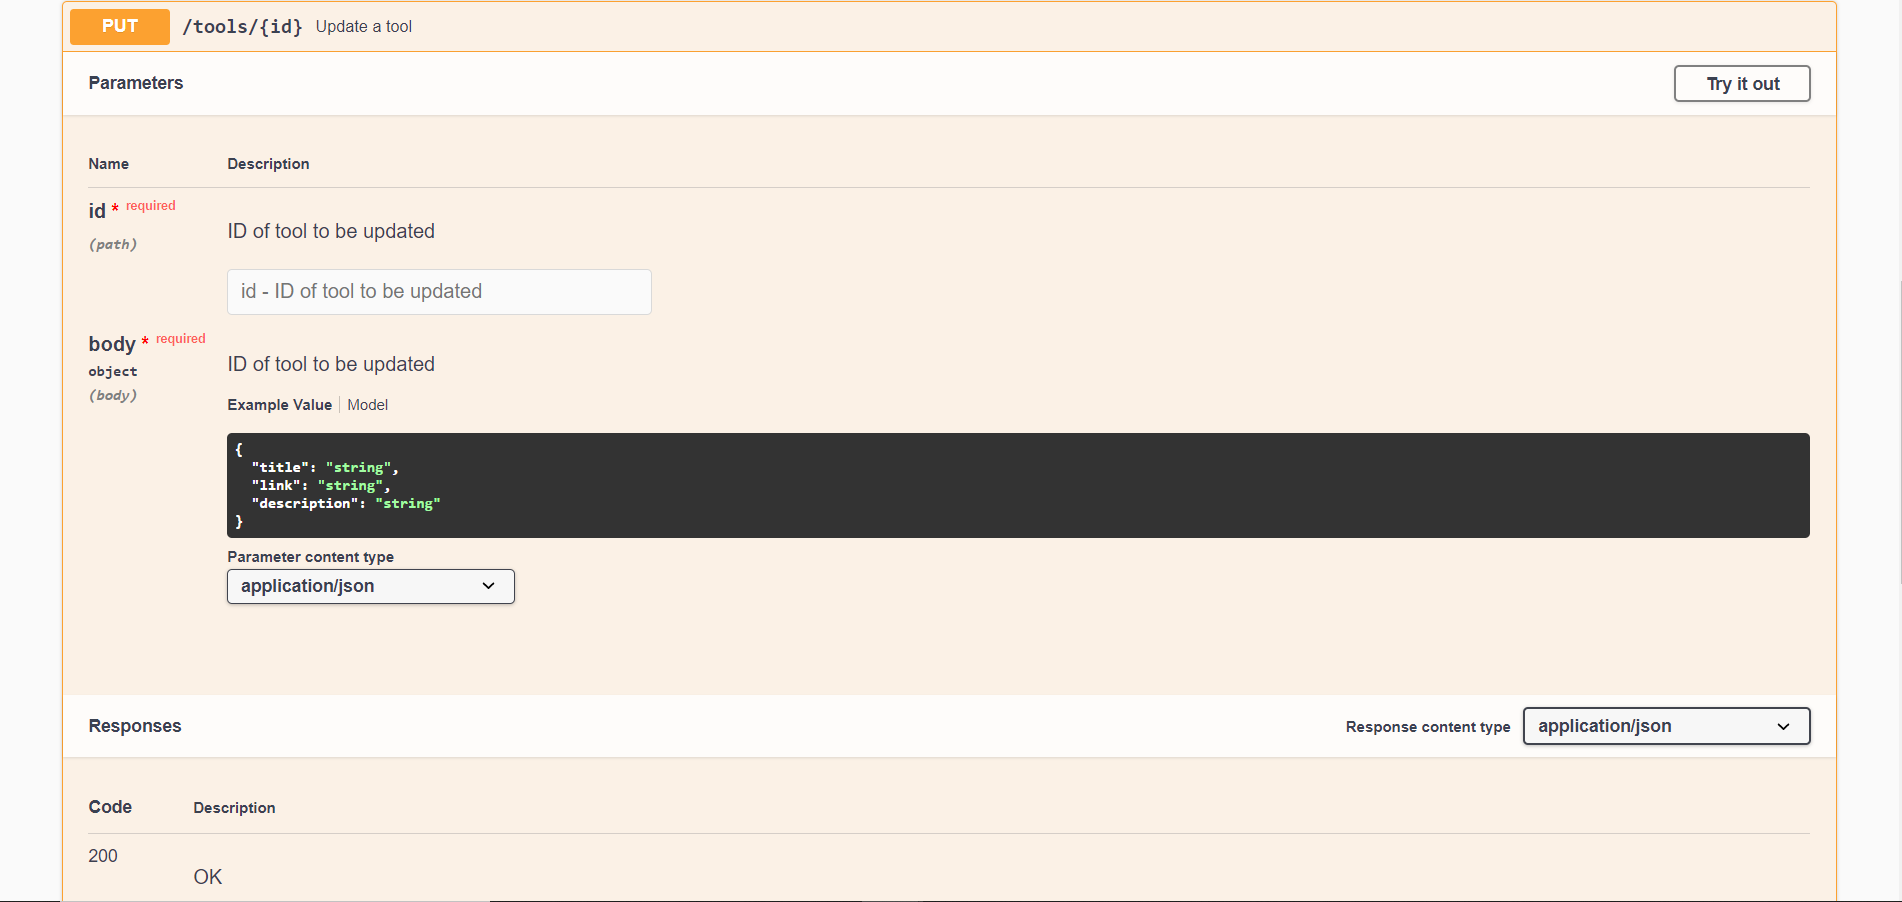 PUT /tools/{id} Update a tool
Parameters
Try it out
Name Description
id * required
(path)
ID of tool to be updated
id - ID of tool to be updated
body * required
object
(body)
ID of tool to be updated
Example Value Model
{
"title": "string",
"link": "string",
"description": "string"
}
Parameter content type
application/json
Responses
Response content type application/json
Code Description
200
OK